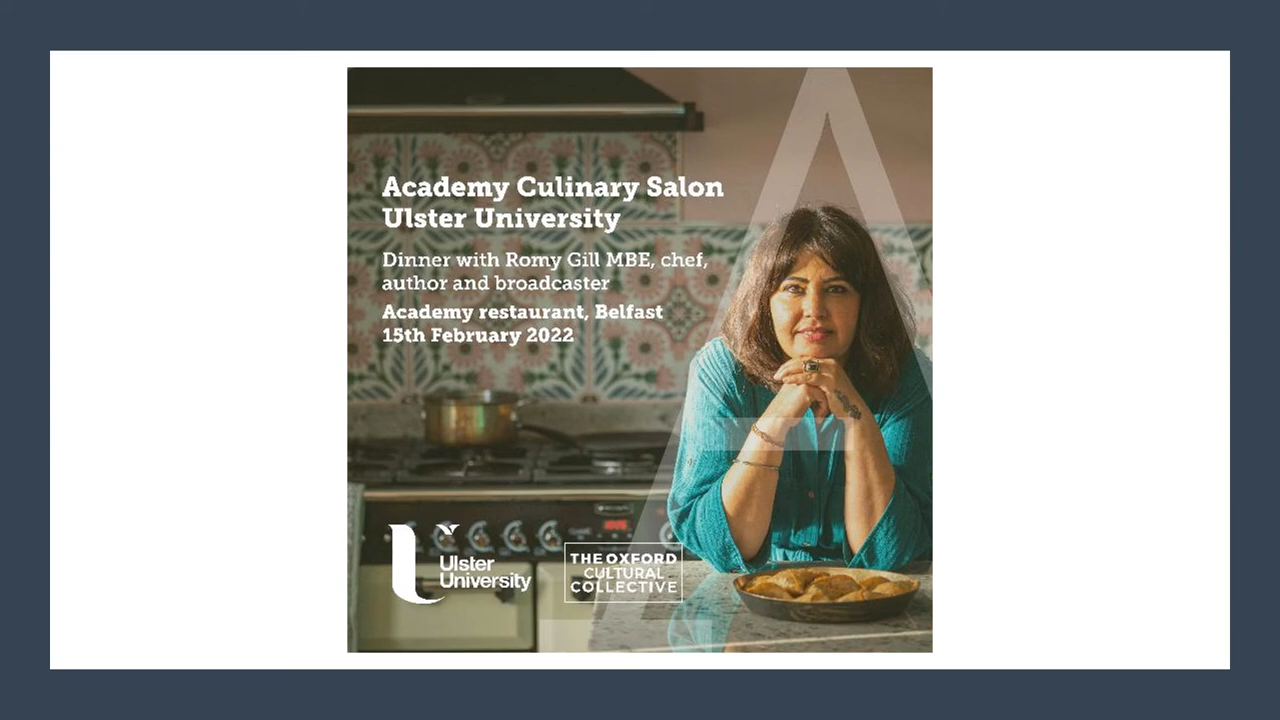 Academy Culinary Salon
Ulster University
Dinner with Romy Gill MBE, chef,
author and broadcaster
Academy restaurant, Belfast
15th February 2022
Ulster
University
THE OXFORD
CULTURAL
COLLECTIVE